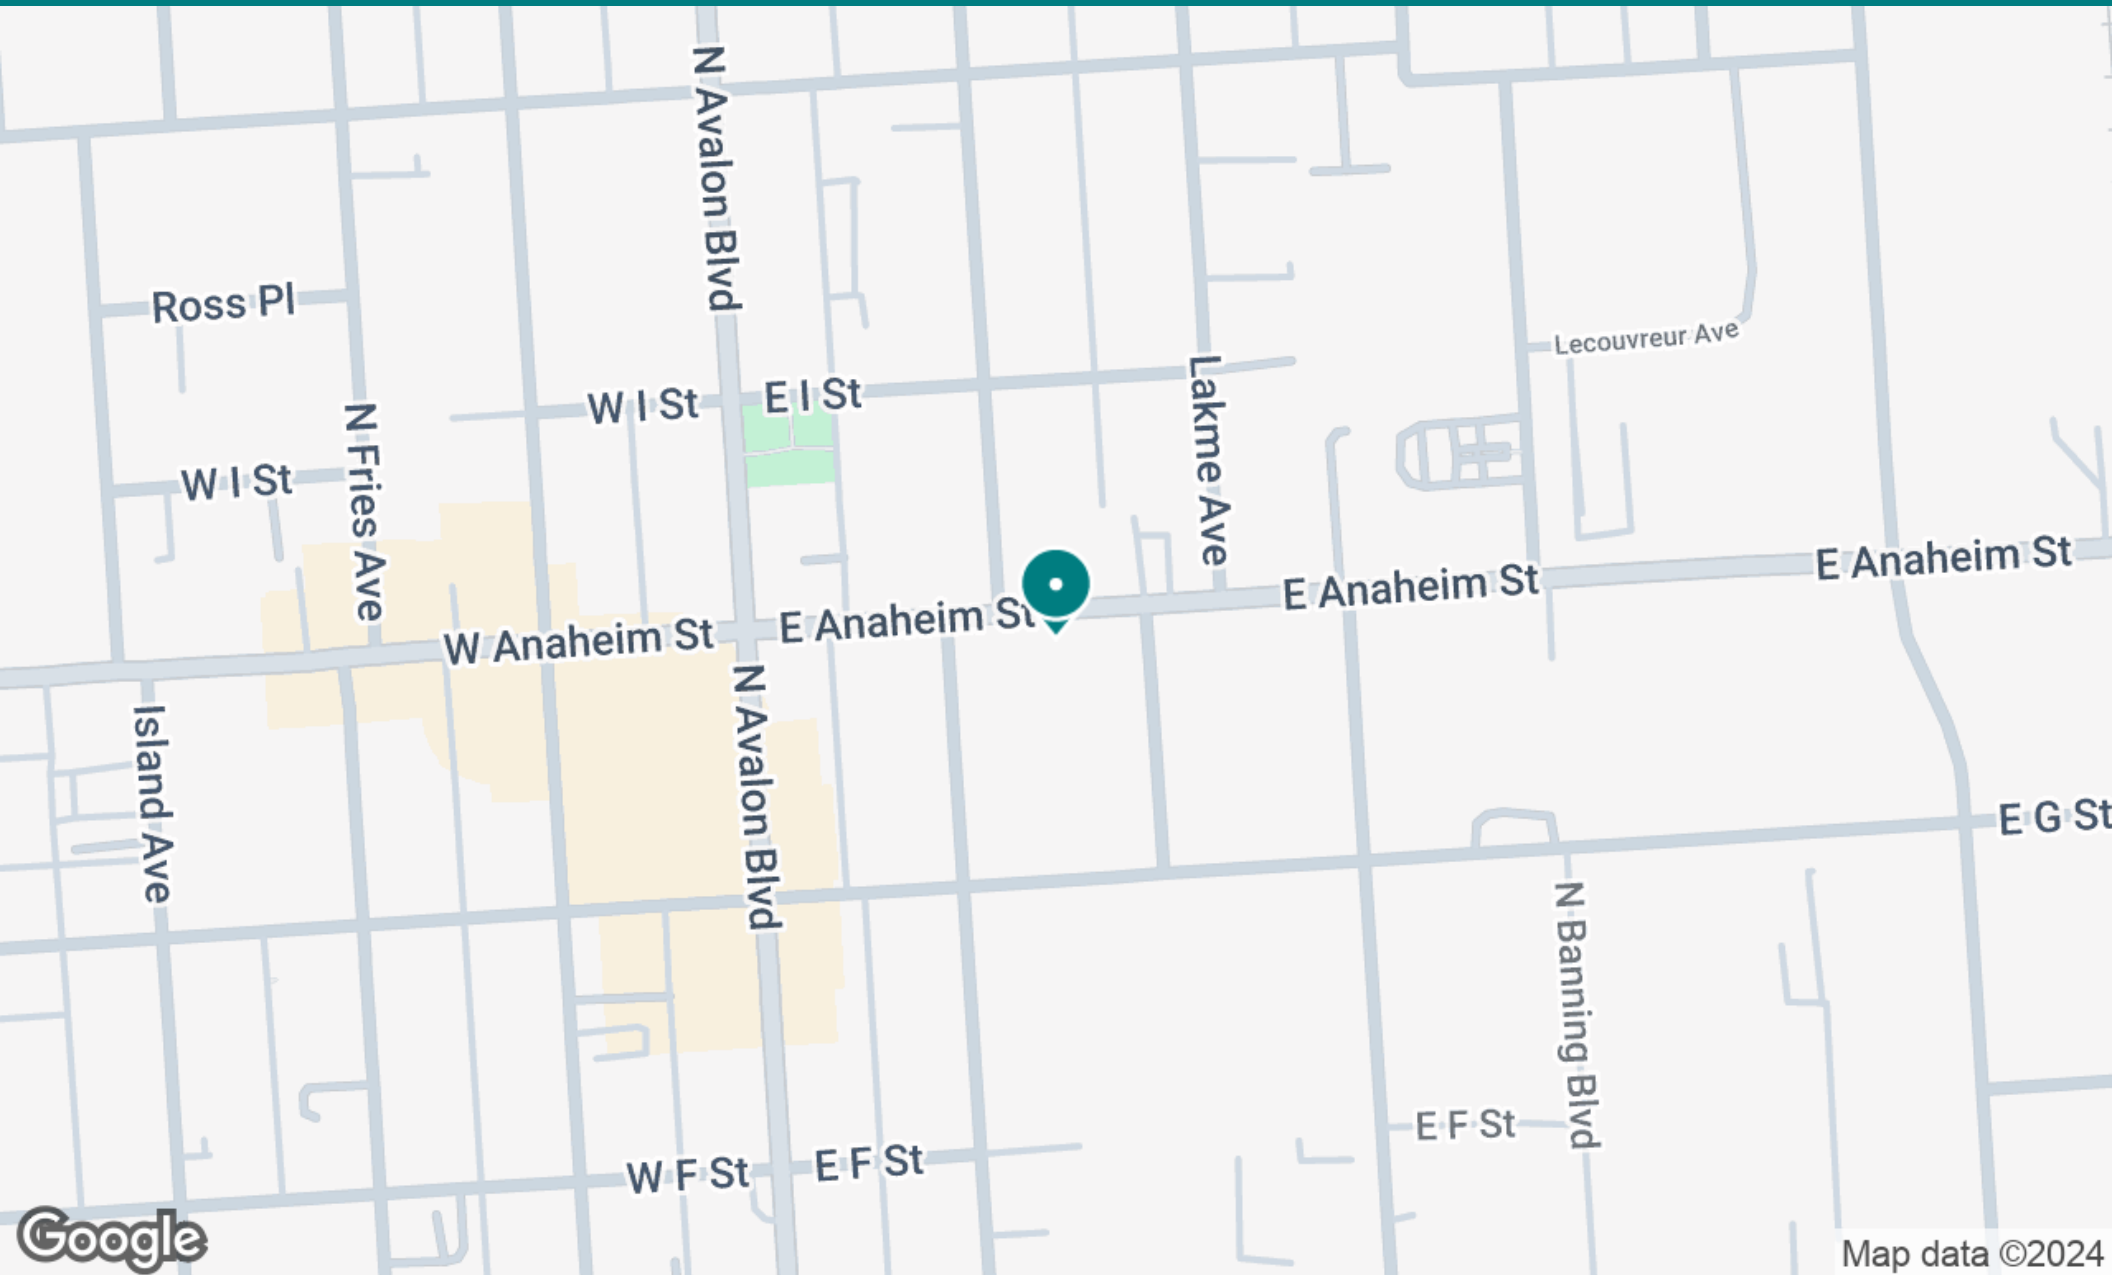 N Avalon Blvd
Ross Pl
Lecouvreur Ave
W I St
E I St
Lakme Ave
N Fries Ave
W I St
E Anaheim St
E Anaheim St
E Anaheim St
W Anaheim St
N Avalon Blvd
Island Ave
E G St
N Banning Blvd
E F St
W F St
E F St
Google
Map data ©2024